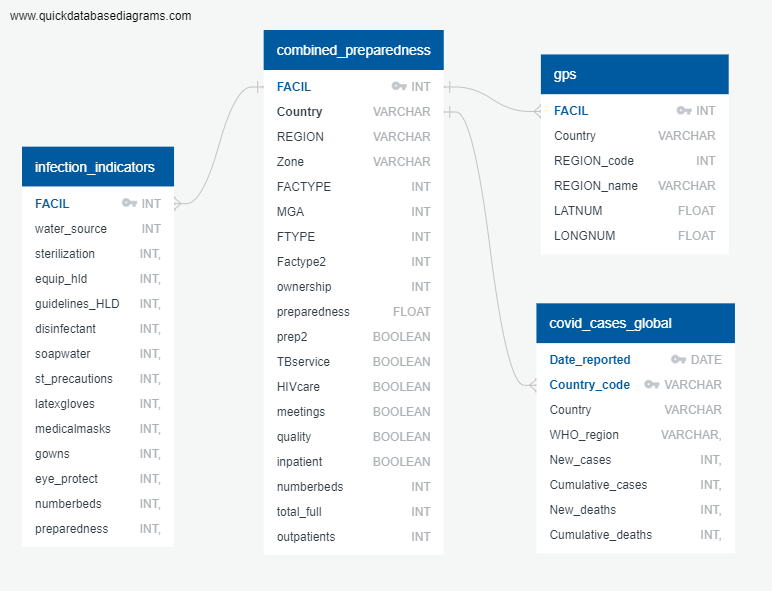 www.quickdatabasediagrams.com
combined_preparedness
FACIL INT
Country VARCHAR
REGION VARCHAR
Zone VARCHAR
FACTYPE INT
MGA INT
FTYPE INT
Factype2 INT
ownership INT
preparedness FLOAT
prep2 BOOLEAN
TBservice BOOLEAN
HIVcare BOOLEAN
meetings BOOLEAN
quality BOOLEAN
inpatient BOOLEAN
numberbeds INT
total_full INT
outpatients INT
gps
FACIL INT
Country VARCHAR
REGION_code INT
REGION_name VARCHAR
LATNUM FLOAT
LONGNUM FLOAT
infection_indicators
FACIL INT
water_source INT
sterilization INT,
equip_hld INT,
guidelines_HLD INT,
disinfectant INT,
soapwater INT,
st_precautions INT,
latexgloves INT,
medicalmasks INT,
gowns INT,
eye_protect INT,
numberbeds INT,
preparedness INT,
covid_cases_global
Date_reported DATE
Country_code VARCHAR
Country VARCHAR
WHO_region VARCHAR,
New_cases INT,
Cumulative_cases INT,
New_deaths INT,
Cumulative_deaths INT,